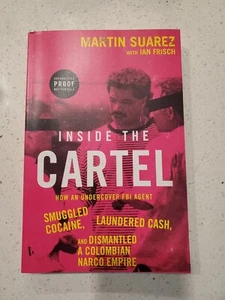 MARTIN SUAREZ
WITH IAN FRISCH
PROOF
INSIDE THE
CARTEL
HOW AN UNDERCOVER FBI AGENT
SMUGGLED
COCAINE,
LAUNDERED CASH,
AND DISMANTLED
A COLOMBIAN
NARCO EMPIRE